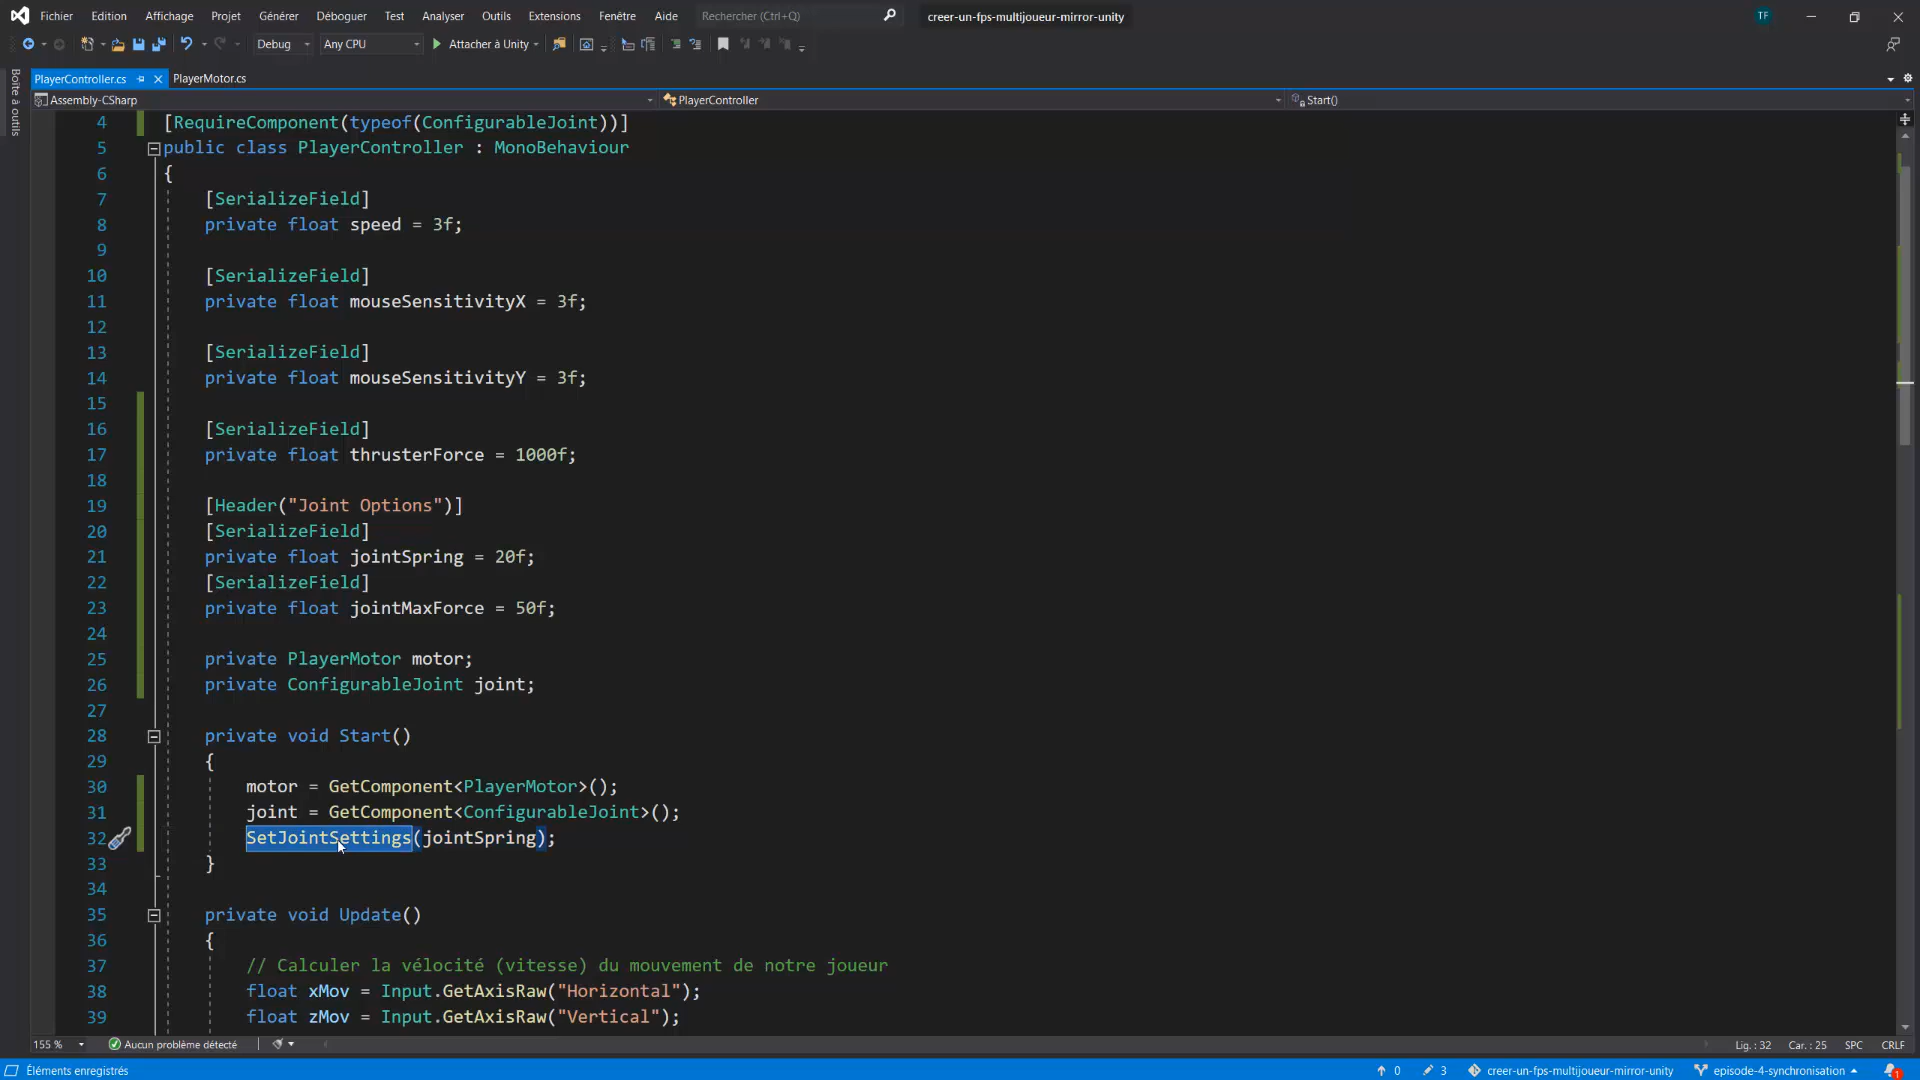 Fichier Edition Affichage Projet Générer Déboguer Test Analyser Outils Extensions Fenêtre Aide Rechercher (Ctrl+Q) creer-un-fps-multijoueur-mirror-unity TF
Debug Any CPU Attacher à Unity
Boîte à outils
PlayerController.cs PlayerMotor.cs
Assembly-CSharp PlayerController Start()
4 [RequireComponent(typeof(ConfigurableJoint))]
5 public class PlayerController : MonoBehaviour
6 {
7 [SerializeField]
8 private float speed = 3f;
9
10 [SerializeField]
11 private float mouseSensitivityX = 3f;
12
13 [SerializeField]
14 private float mouseSensitivityY = 3f;
15
16 [SerializeField]
17 private float thrusterForce = 1000f;
18
19 [Header("Joint Options")]
20 [SerializeField]
21 private float jointSpring = 20f;
22 [SerializeField]
23 private float jointMaxForce = 50f;
24
25 private PlayerMotor motor;
26 private ConfigurableJoint joint;
27
28 private void Start()
29 {
30 motor = GetComponent<PlayerMotor>();
31 joint = GetComponent<ConfigurableJoint>();
32 SetJointSettings(jointSpring);
33 }
34
35 private void Update()
36 {
37 // Calculer la vélocité (vitesse) du mouvement de notre joueur
38 float xMov = Input.GetAxisRaw("Horizontal");
39 float zMov = Input.GetAxisRaw("Vertical");
155 % Aucun problème détecté Lig. : 32 Car. : 25 SPC CRLF
Éléments enregistrés 0 3 creer-un-fps-multijoueur-mirror-unity episode-4-synchronisation 1